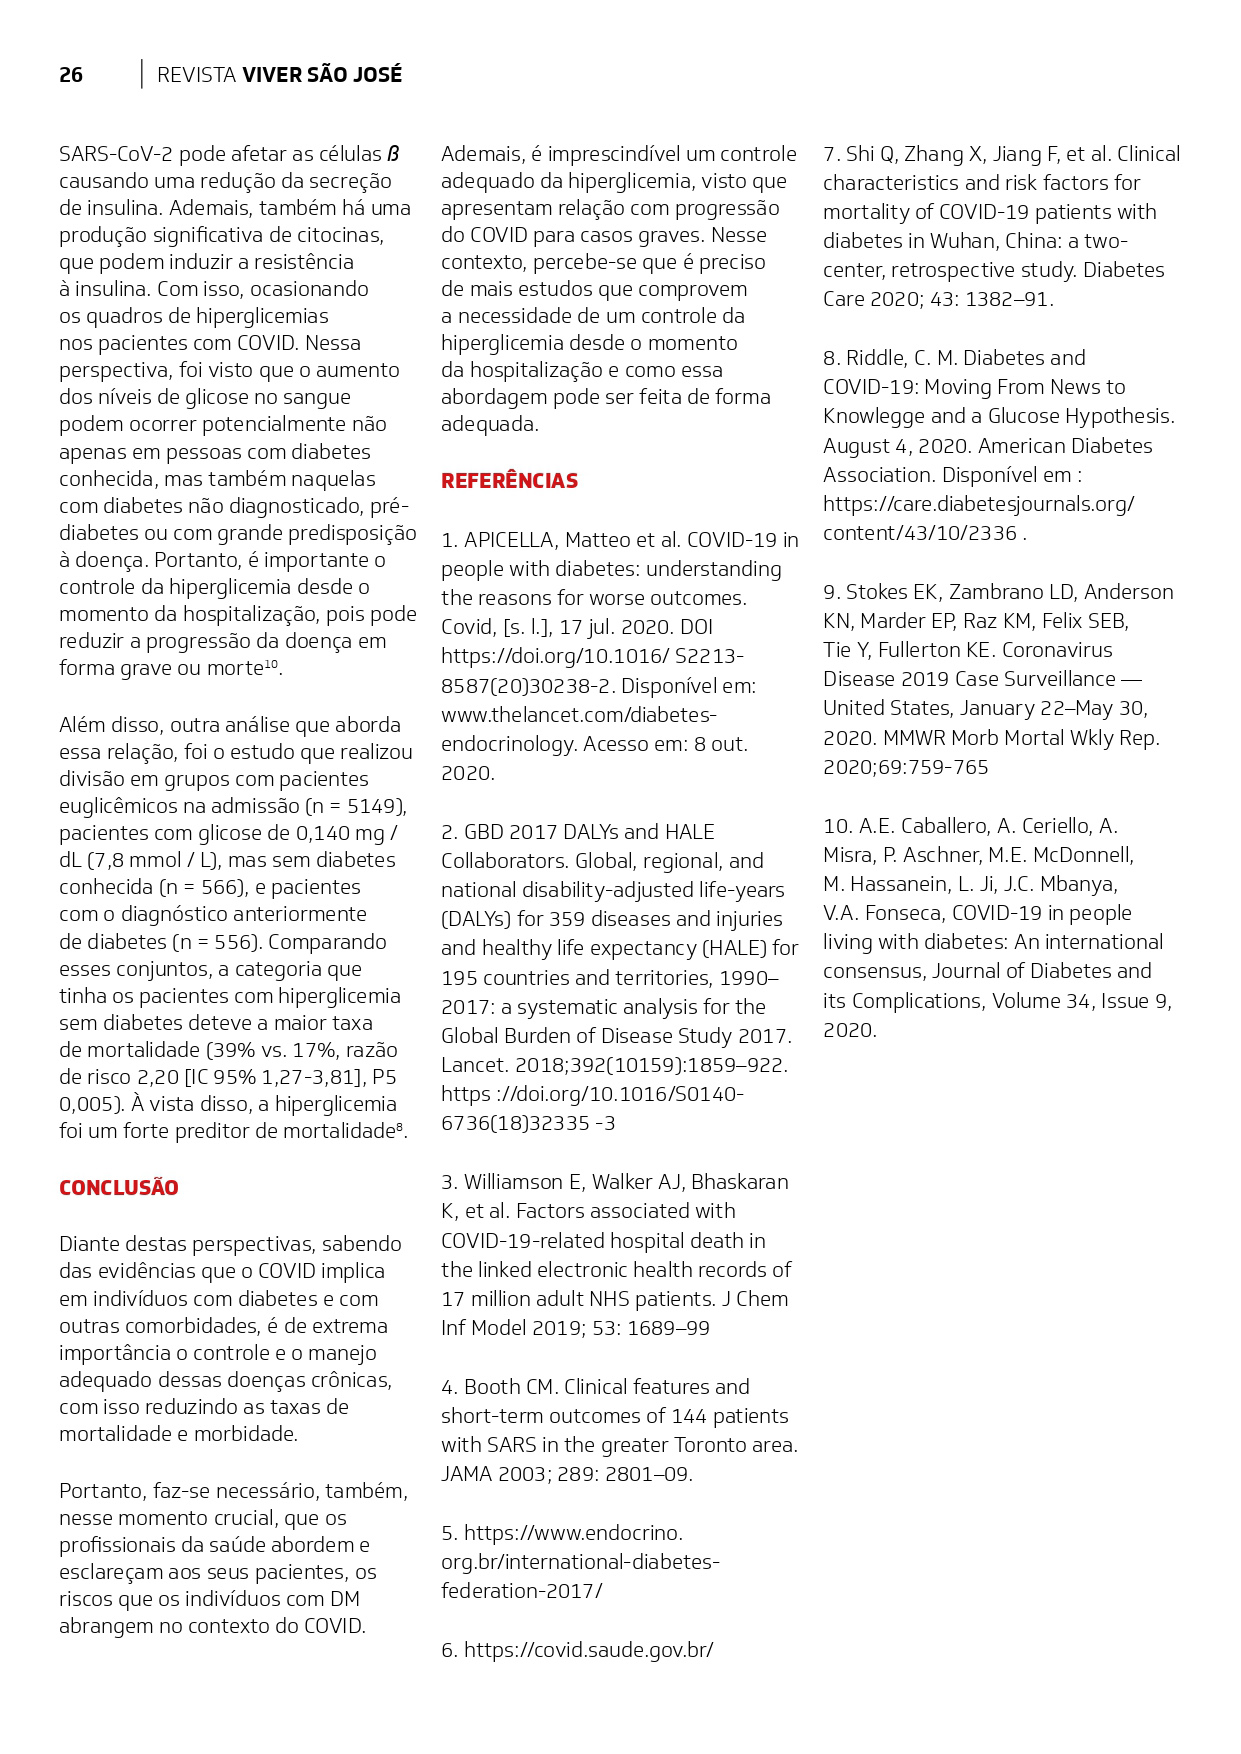 26 REVISTA VIVER SÃO JOSÉ
SARS-CoV-2 pode afetar as células ß
causando uma redução da secreção
de insulina. Ademais, também há uma
produção significativa de citocinas,
que podem induzir a resistência
à insulina. Com isso, ocasionando
os quadros de hiperglicemias
nos pacientes com COVID. Nessa
perspectiva, foi visto que o aumento
dos níveis de glicose no sangue
podem ocorrer potencialmente não
apenas em pessoas com diabetes
conhecida, mas também naquelas
com diabetes não diagnosticado, pré-
diabetes ou com grande predisposição
à doença. Portanto, é importante o
controle da hiperglicemia desde o
momento da hospitalização, pois pode
reduzir a progressão da doença em
forma grave ou morte¹⁰.
Além disso, outra análise que aborda
essa relação, foi o estudo que realizou
divisão em grupos com pacientes
euglicêmicos na admissão (n = 5149),
pacientes com glicose de 0,140 mg /
dL (7,8 mmol / L), mas sem diabetes
conhecida (n = 566), e pacientes
com o diagnóstico anteriormente
de diabetes (n = 556). Comparando
esses conjuntos, a categoria que
tinha os pacientes com hiperglicemia
sem diabetes deteve a maior taxa
de mortalidade (39% vs. 17%, razão
de risco 2,20 [IC 95% 1,27-3,81], P5
0,005). À vista disso, a hiperglicemia
foi um forte preditor de mortalidade⁸.
CONCLUSÃO
Diante destas perspectivas, sabendo
das evidências que o COVID implica
em indivíduos com diabetes e com
outras comorbidades, é de extrema
importância o controle e o manejo
adequado dessas doenças crônicas,
com isso reduzindo as taxas de
mortalidade e morbidade.
Portanto, faz-se necessário, também,
nesse momento crucial, que os
profissionais da saúde abordem e
esclareçam aos seus pacientes, os
riscos que os indivíduos com DM
abrangem no contexto do COVID.
Ademais, é imprescindível um controle
adequado da hiperglicemia, visto que
apresentam relação com progressão
do COVID para casos graves. Nesse
contexto, percebe-se que é preciso
de mais estudos que comprovem
a necessidade de um controle da
hiperglicemia desde o momento
da hospitalização e como essa
abordagem pode ser feita de forma
adequada.
REFERÊNCIAS
1. APICELLA, Matteo et al. COVID-19 in
people with diabetes: understanding
the reasons for worse outcomes.
Covid, [s. l.], 17 jul. 2020. DOI
https://doi.org/10.1016/ S2213-
8587(20)30238-2. Disponível em:
www.thelancet.com/diabetes-
endocrinology. Acesso em: 8 out.
2020.
2. GBD 2017 DALYs and HALE
Collaborators. Global, regional, and
national disability-adjusted life-years
(DALYs) for 359 diseases and injuries
and healthy life expectancy (HALE) for
195 countries and territories, 1990–
2017: a systematic analysis for the
Global Burden of Disease Study 2017.
Lancet. 2018;392(10159):1859–922.
https ://doi.org/10.1016/S0140-
6736(18)32335 -3
3. Williamson E, Walker AJ, Bhaskaran
K, et al. Factors associated with
COVID-19-related hospital death in
the linked electronic health records of
17 million adult NHS patients. J Chem
Inf Model 2019; 53: 1689–99
4. Booth CM. Clinical features and
short-term outcomes of 144 patients
with SARS in the greater Toronto area.
JAMA 2003; 289: 2801–09.
5. https://www.endocrino.
org.br/international-diabetes-
federation-2017/
6. https://covid.saude.gov.br/
7. Shi Q, Zhang X, Jiang F, et al. Clinical
characteristics and risk factors for
mortality of COVID-19 patients with
diabetes in Wuhan, China: a two-
center, retrospective study. Diabetes
Care 2020; 43: 1382–91.
8. Riddle, C. M. Diabetes and
COVID-19: Moving From News to
Knowlegge and a Glucose Hypothesis.
August 4, 2020. American Diabetes
Association. Disponível em :
https://care.diabetesjournals.org/
content/43/10/2336 .
9. Stokes EK, Zambrano LD, Anderson
KN, Marder EP, Raz KM, Felix SEB,
Tie Y, Fullerton KE. Coronavirus
Disease 2019 Case Surveillance —
United States, January 22–May 30,
2020. MMWR Morb Mortal Wkly Rep.
2020;69:759-765
10. A.E. Caballero, A. Ceriello, A.
Misra, P. Aschner, M.E. McDonnell,
M. Hassanein, L. Ji, J.C. Mbanya,
V.A. Fonseca, COVID-19 in people
living with diabetes: An international
consensus, Journal of Diabetes and
its Complications, Volume 34, Issue 9,
2020.